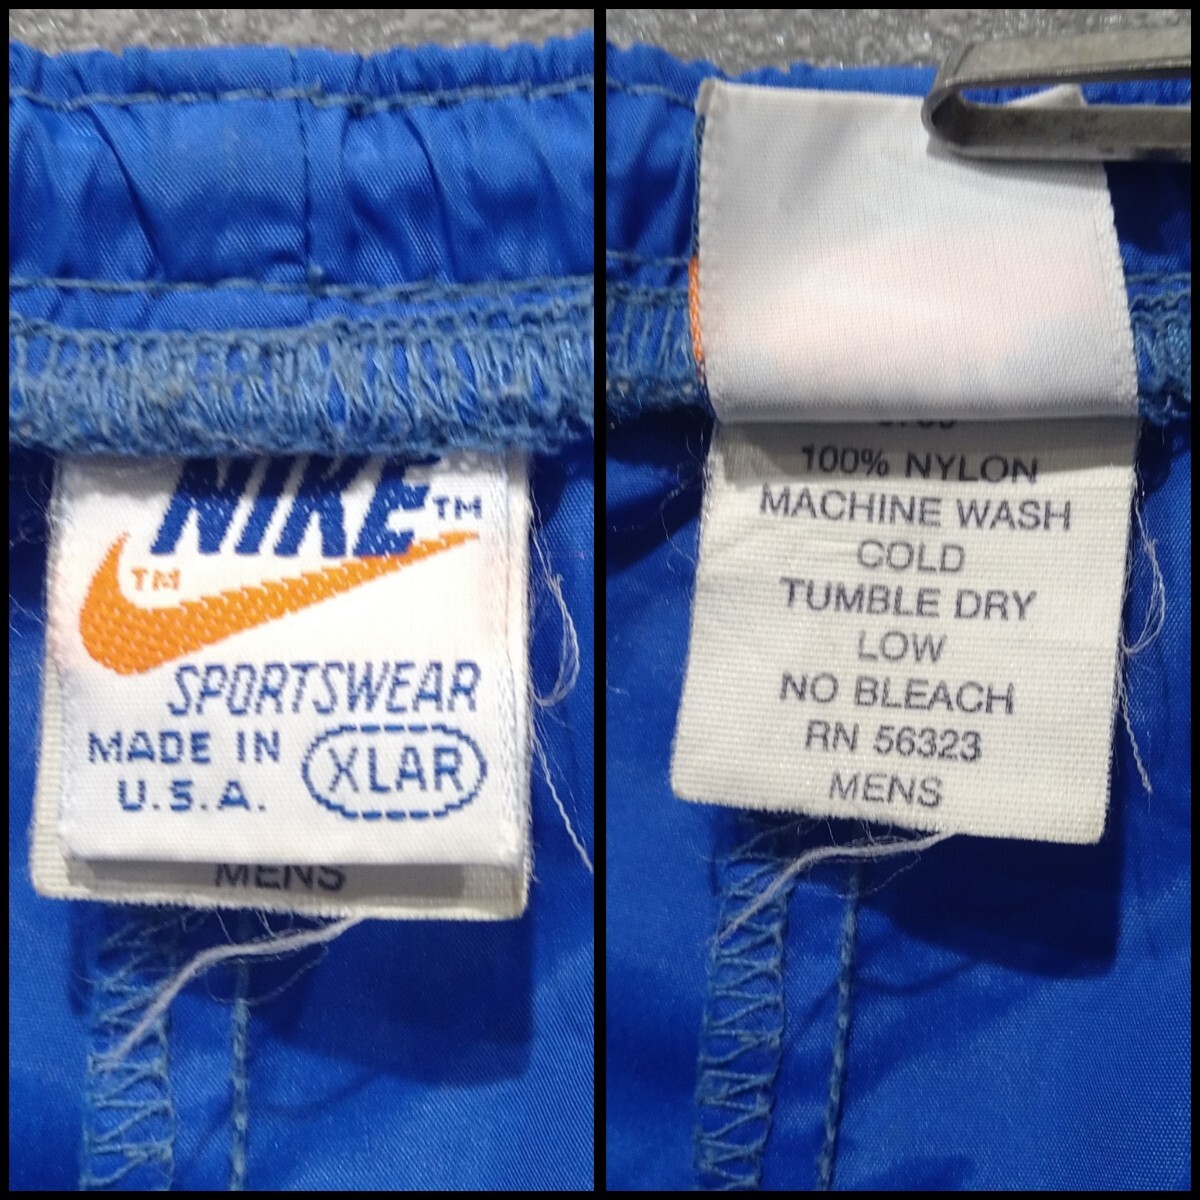 NIKE™
™
SPORTSWEAR
MADE IN
U.S.A.
XLAR
MENS
100% NYLON
MACHINE WASH
COLD
TUMBLE DRY
LOW
NO BLEACH
RN 56323
MENS